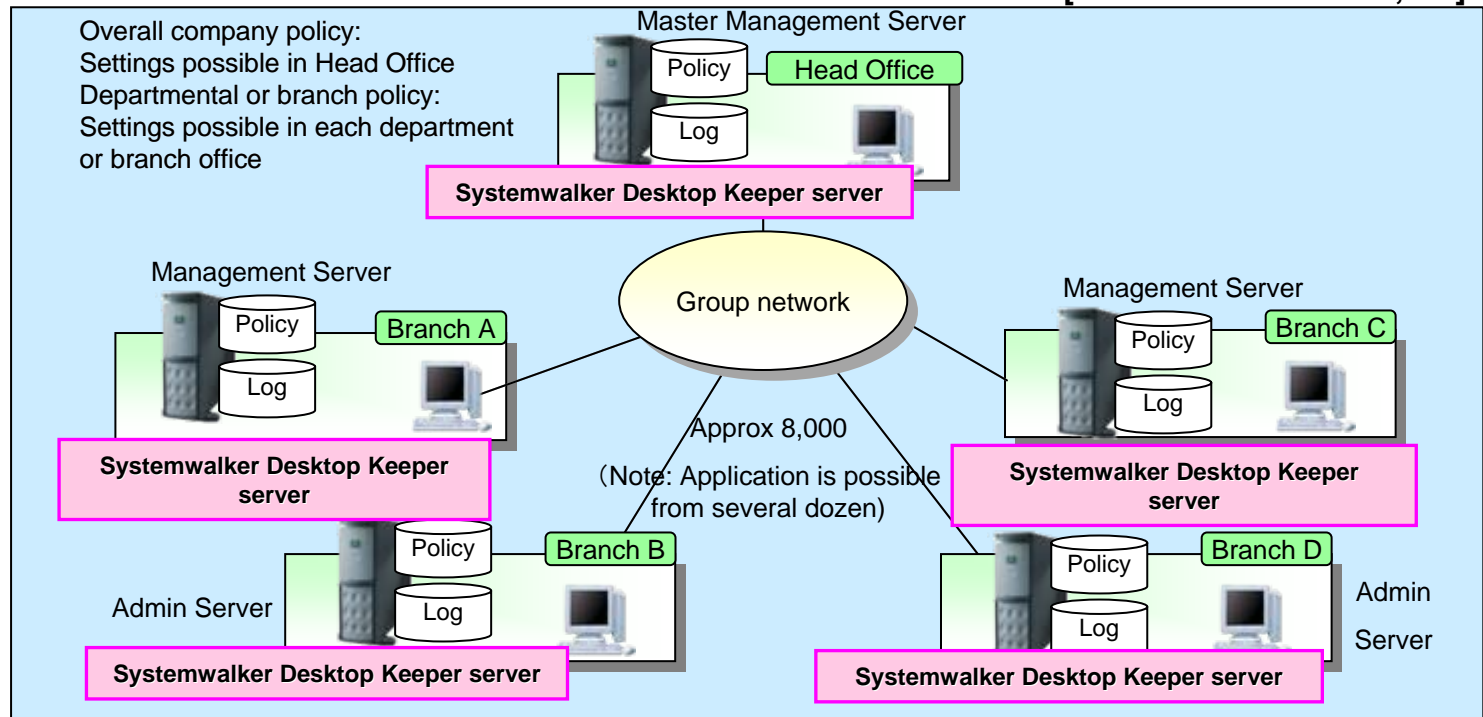 Master Management Server
Overall company policy:
Settings possible in Head Office
Departmental or branch policy:
Settings possible in each department
or branch office
Policy
Head Office
Log
Systemwalker Desktop Keeper server
Group network
Management Server
Policy
Branch A
Log
Systemwalker Desktop Keeper
server
Management Server
Policy
Branch C
Log
Systemwalker Desktop Keeper
server
Approx 8,000
（Note: Application is possible
from several dozen)
Admin Server
Policy
Branch B
Log
Systemwalker Desktop Keeper server
Policy
Branch D
Log
Admin
Server
Systemwalker Desktop Keeper server